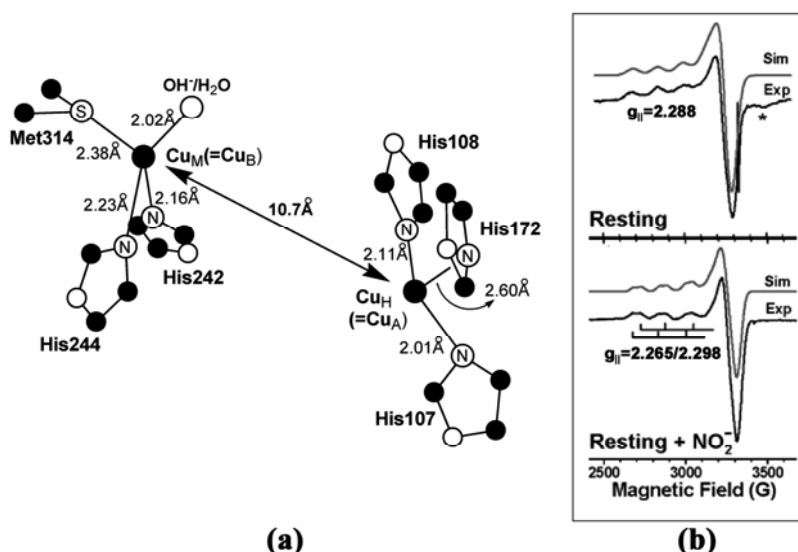 OH⁻/H₂O
S
Met314
2.02Å
2.38Å
Cu_M(=Cu_B)
2.23Å
2.16Å
N
N
His242
His244
10.7Å
His108
His172
N
N
2.11Å
2.60Å
Cu_H
(=Cu_A)
2.01Å
N
His107
(a)
Sim
Exp
g||=2.288
*
Resting
Sim
Exp
g||=2.265/2.298
Resting + NO₂⁻
2500 3000 3500
Magnetic Field (G)
(b)